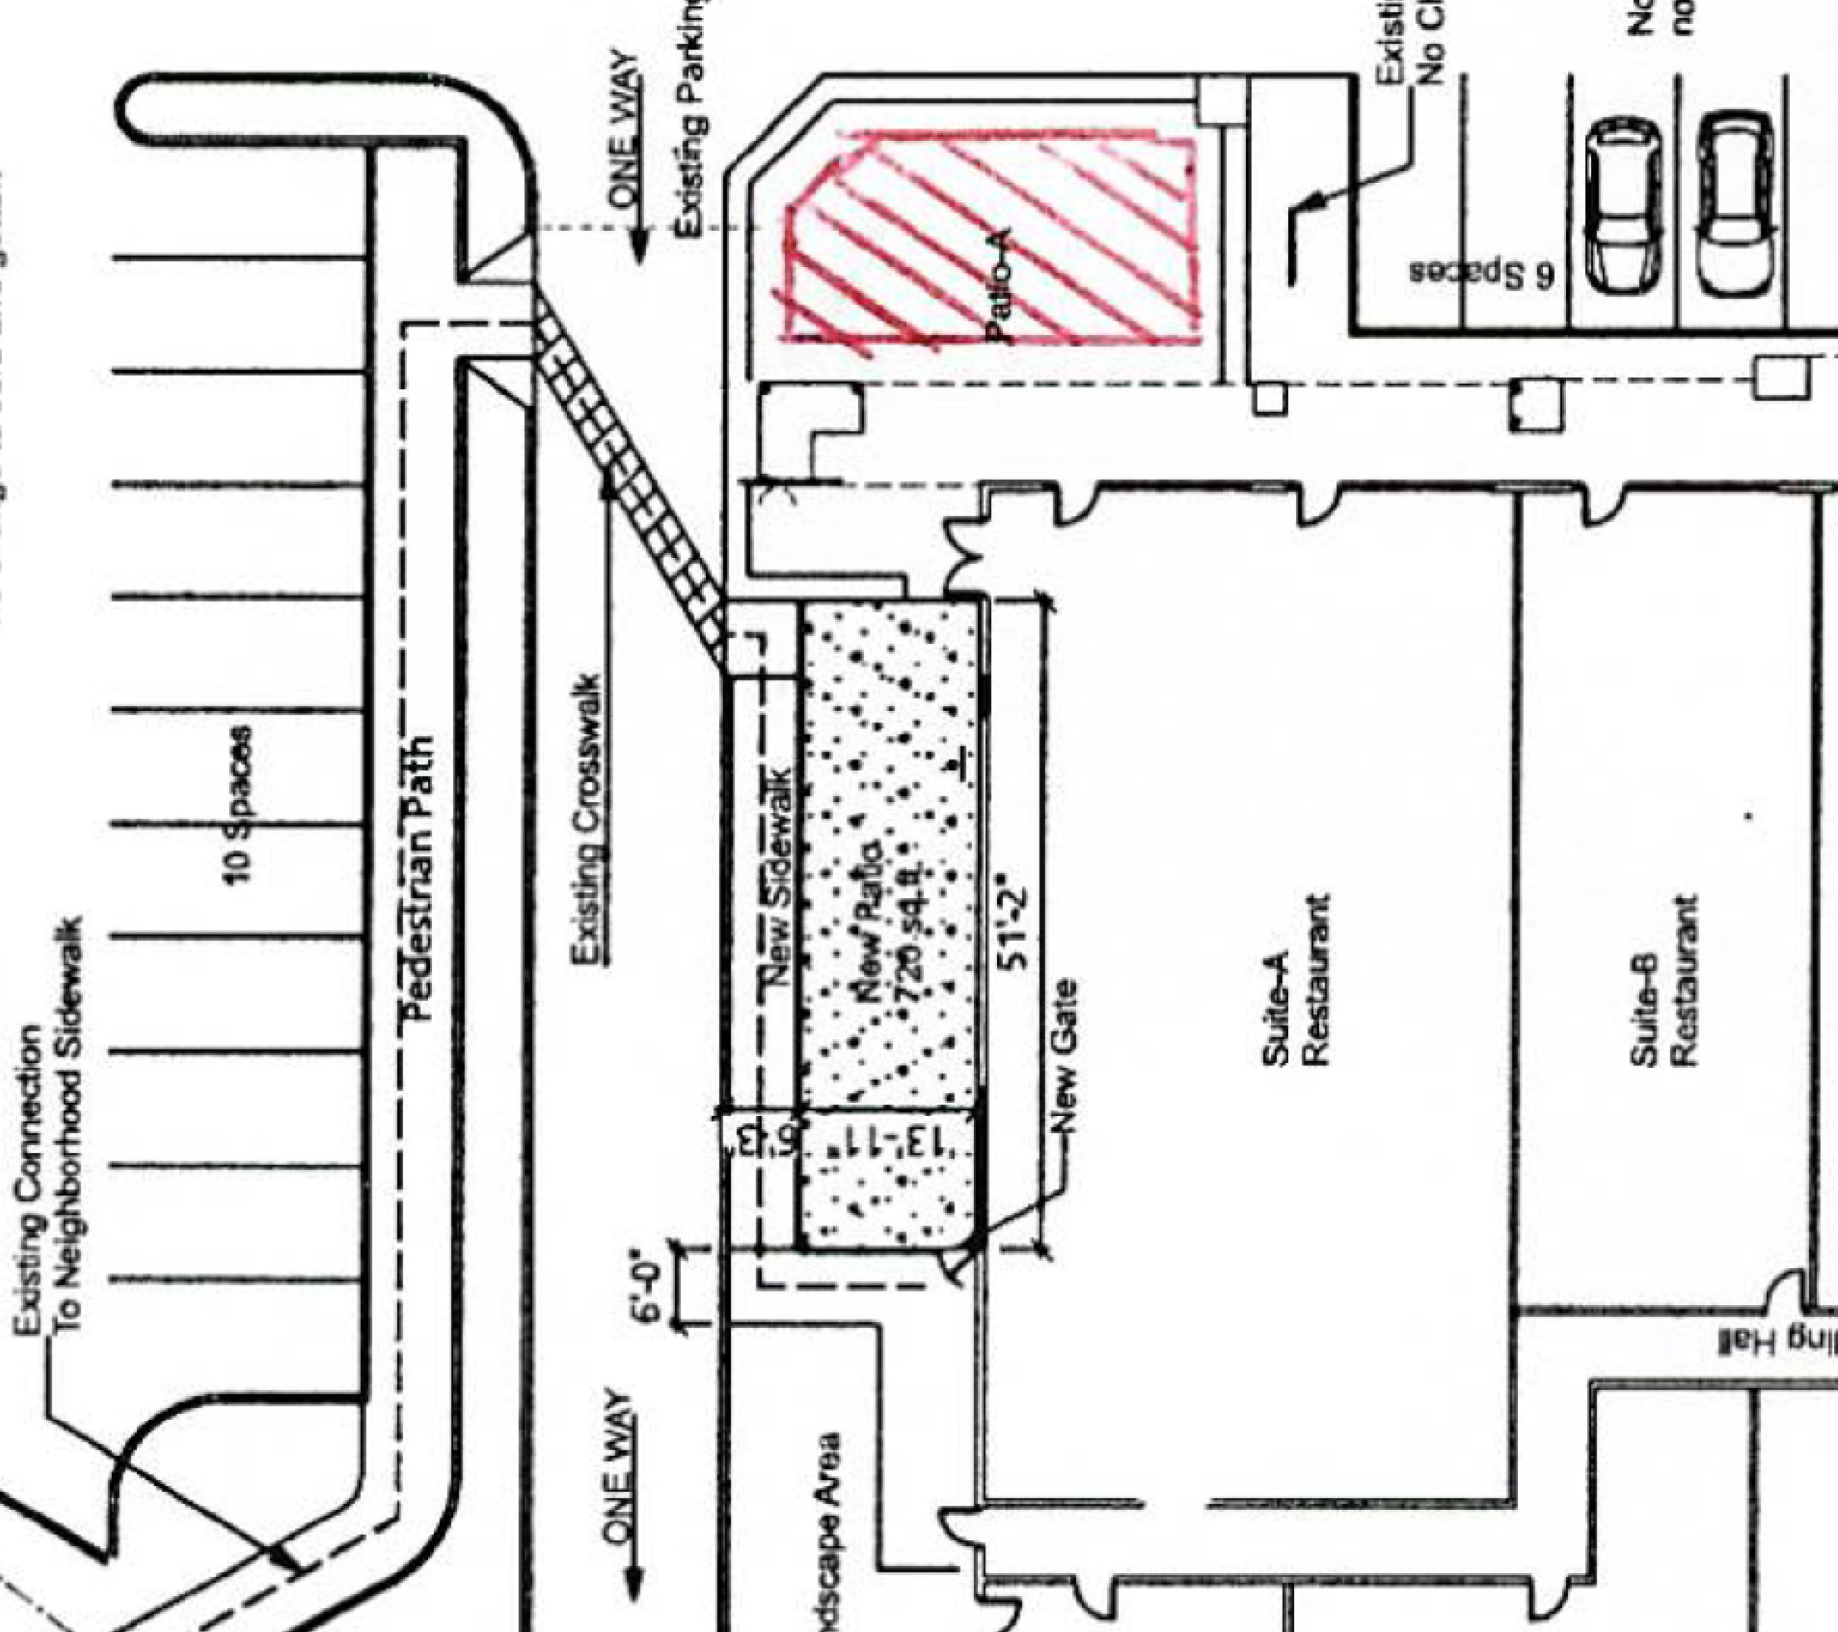 ONE WAY
Existing Parking
Existi
No Cl
No
no
Patio-A
6 Spaces
10 Spaces
Pedestrian Path
Existing Crosswalk
New Sidewalk
New Patio
720 sq.ft.
51'-2"
New Gate
13'-11"
Suite-A
Restaurant
Suite-B
Restaurant
Existing Connection
To Neighborhood Sidewalk
6'-0"
ONE WAY
dscape Area
ling Hall